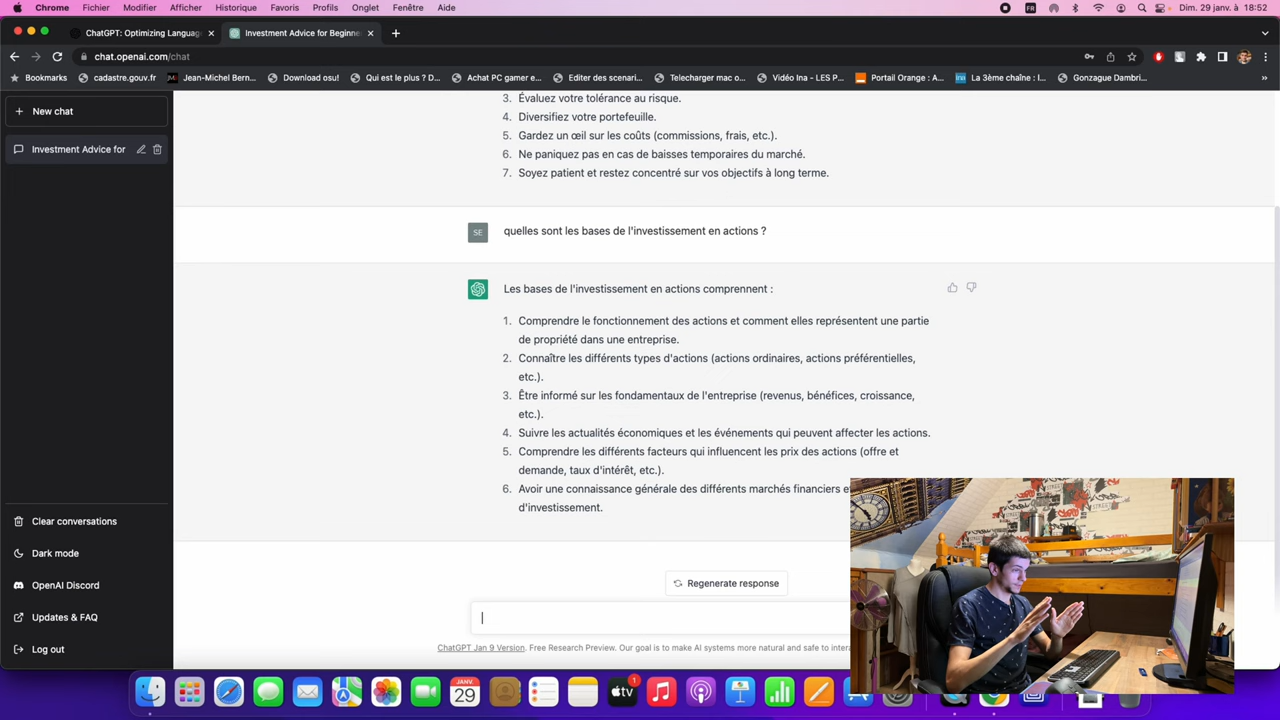 Chrome Fichier Modifier Afficher Historique Favoris Profils Onglet Fenêtre Aide FR Dim. 29 janv. à 18:52
ChatGPT: Optimizing Languag
Investment Advice for Beginne
chat.openai.com/chat
Bookmarks cadastre.gouv.fr Jean-Michel Bern... Download osu! Qui est le plus ? D... Achat PC gamer e... Editer des scenari... Telecharger mac o... Vidéo Ina – LES P... Portail Orange : A... La 3ème chaîne : l... Gonzague Dambri...
New chat
Investment Advice for
3. Évaluez votre tolérance au risque.
4. Diversifiez votre portefeuille.
5. Gardez un œil sur les coûts (commissions, frais, etc.).
6. Ne paniquez pas en cas de baisses temporaires du marché.
7. Soyez patient et restez concentré sur vos objectifs à long terme.
SE
quelles sont les bases de l'investissement en actions ?
Les bases de l'investissement en actions comprennent :
1. Comprendre le fonctionnement des actions et comment elles représentent une partie
de propriété dans une entreprise.
2. Connaître les différents types d'actions (actions ordinaires, actions préférentielles,
etc.).
3. Être informé sur les fondamentaux de l'entreprise (revenus, bénéfices, croissance,
etc.).
4. Suivre les actualités économiques et les événements qui peuvent affecter les actions.
5. Comprendre les différents facteurs qui influencent les prix des actions (offre et
demande, taux d'intérêt, etc.).
6. Avoir une connaissance générale des différents marchés financiers
d'investissement.
Clear conversations
Dark mode
OpenAI Discord
Updates & FAQ
Log out
Regenerate response
ChatGPT Jan 9 Version. Free Research Preview. Our goal is to make AI systems more natural and safe to
JANV.
29
tv
1